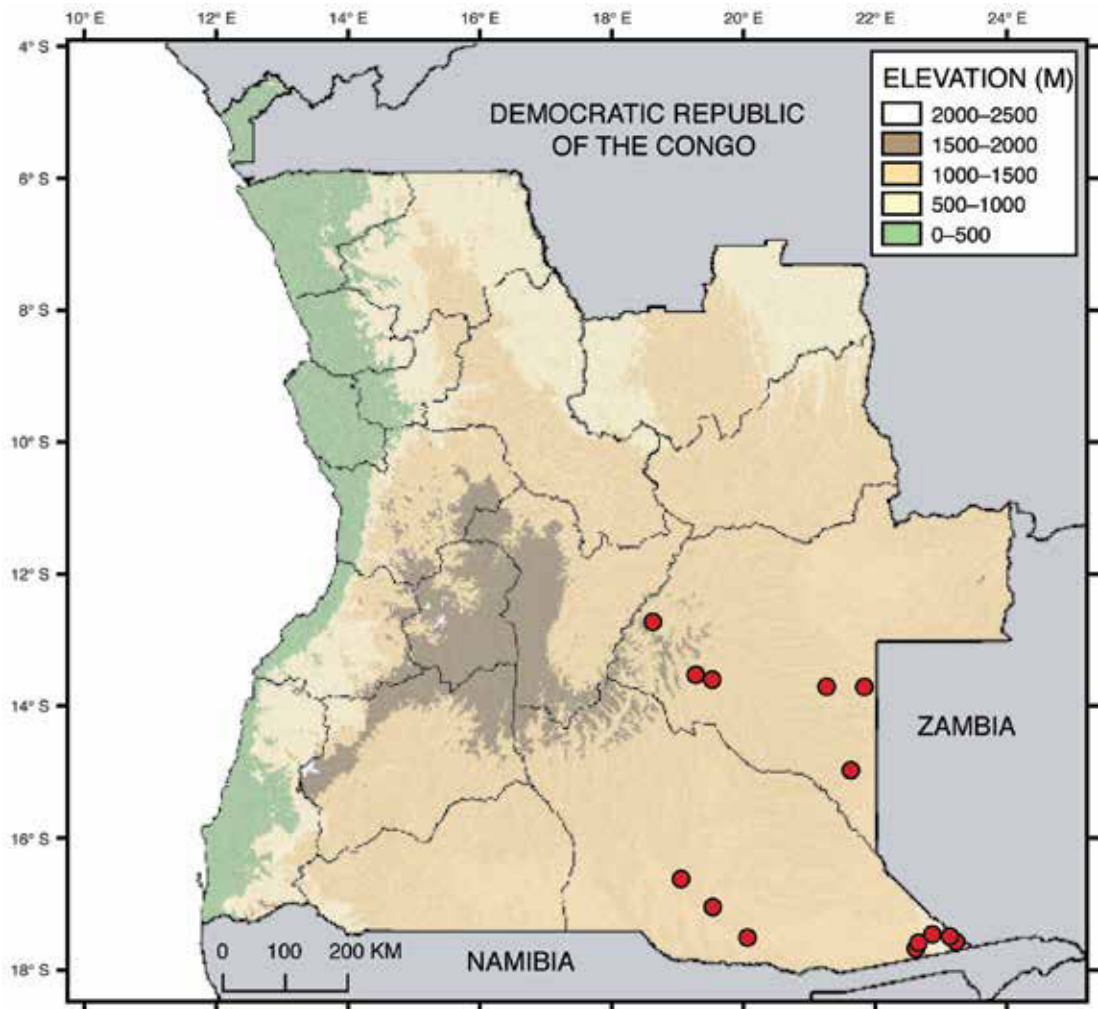 10° E 12° E 14° E 16° E 18° E 20° E 22° E 24° E
4° S
6° S
8° S
10° S
12° S
14° S
16° S
18° S
ELEVATION (M)
2000–2500
1500–2000
1000–1500
500–1000
0–500
DEMOCRATIC REPUBLIC
OF THE CONGO
ZAMBIA
NAMIBIA
0 100 200 KM